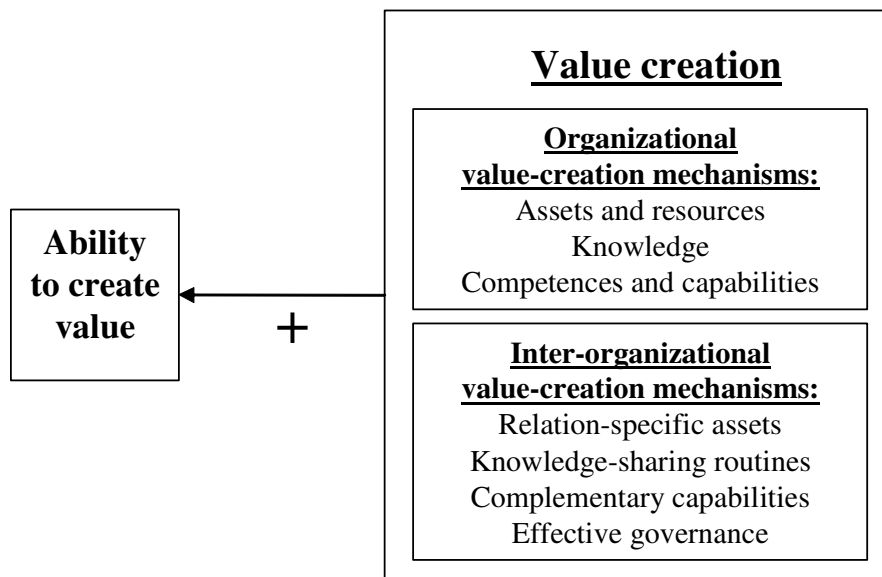 Value creation
Organizational
value-creation mechanisms:
Assets and resources
Knowledge
Competences and capabilities
Ability
to create
value
+
Inter-organizational
value-creation mechanisms:
Relation-specific assets
Knowledge-sharing routines
Complementary capabilities
Effective governance